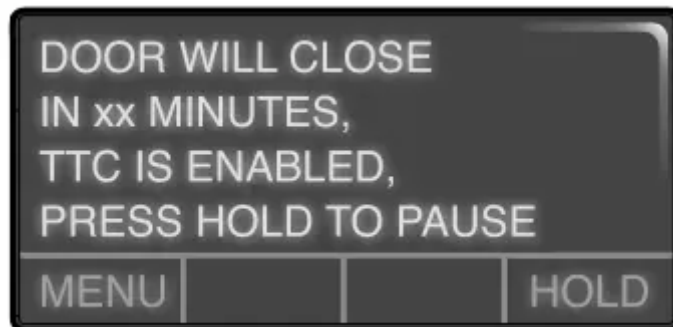 DOOR WILL CLOSE
IN xx MINUTES,
TTC IS ENABLED,
PRESS HOLD TO PAUSE
MENU HOLD